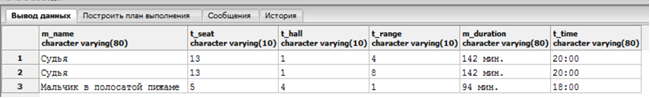 Вывод данных Построить план выполнения Сообщения История
m_name t_seat t_hall t_range m_duration t_time
character varying(80) character varying(10) character varying(10) character varying(10) character varying(80) character varying(80)
1 Судья 13 1 4 142 мин. 20:00
2 Судья 13 1 8 142 мин. 20:00
3 Мальчик в полосатой пижаме 5 4 1 94 мин. 18:00